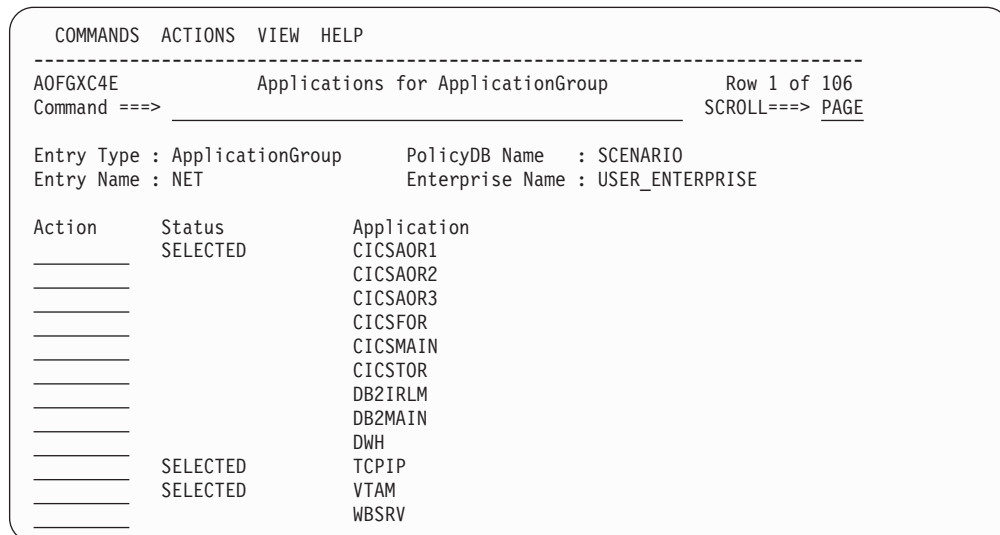 COMMANDS ACTIONS VIEW HELP
-------------------------------------------------------------------------------
AOFGXC4E Applications for ApplicationGroup Row 1 of 106
Command ===> SCROLL===> PAGE
Entry Type : ApplicationGroup PolicyDB Name : SCENARIO
Entry Name : NET Enterprise Name : USER_ENTERPRISE
Action Status Application
SELECTED CICSAOR1
CICSAOR2
CICSAOR3
CICSFOR
CICSMAIN
CICSTOR
DB2IRLM
DB2MAIN
DWH
SELECTED TCPIP
SELECTED VTAM
WBSRV